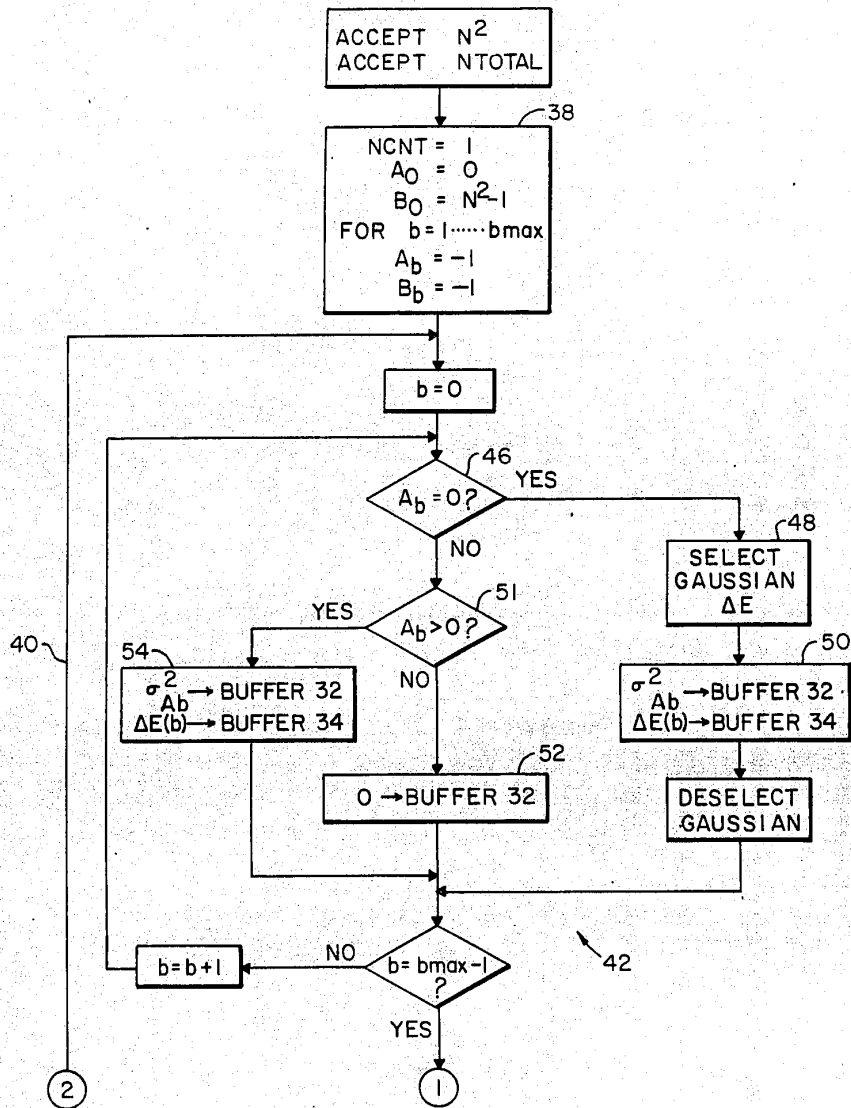 ACCEPT N²
ACCEPT NTOTAL
38
NCNT = 1
A₀ = 0
B₀ = N²-1
FOR b = 1 ······ bmax
A_b = -1
B_b = -1
b = 0
46
A_b = 0?
YES
NO
48
SELECT
GAUSSIAN
ΔE
51
A_b > 0?
YES
NO
40
54
σ²_Ab → BUFFER 32
ΔE(b) → BUFFER 34
50
σ²_Ab → BUFFER 32
ΔE(b) → BUFFER 34
52
0 → BUFFER 32
DESELECT
GAUSSIAN
b = b + 1
NO
b = bmax-1
?
YES
42
2
1